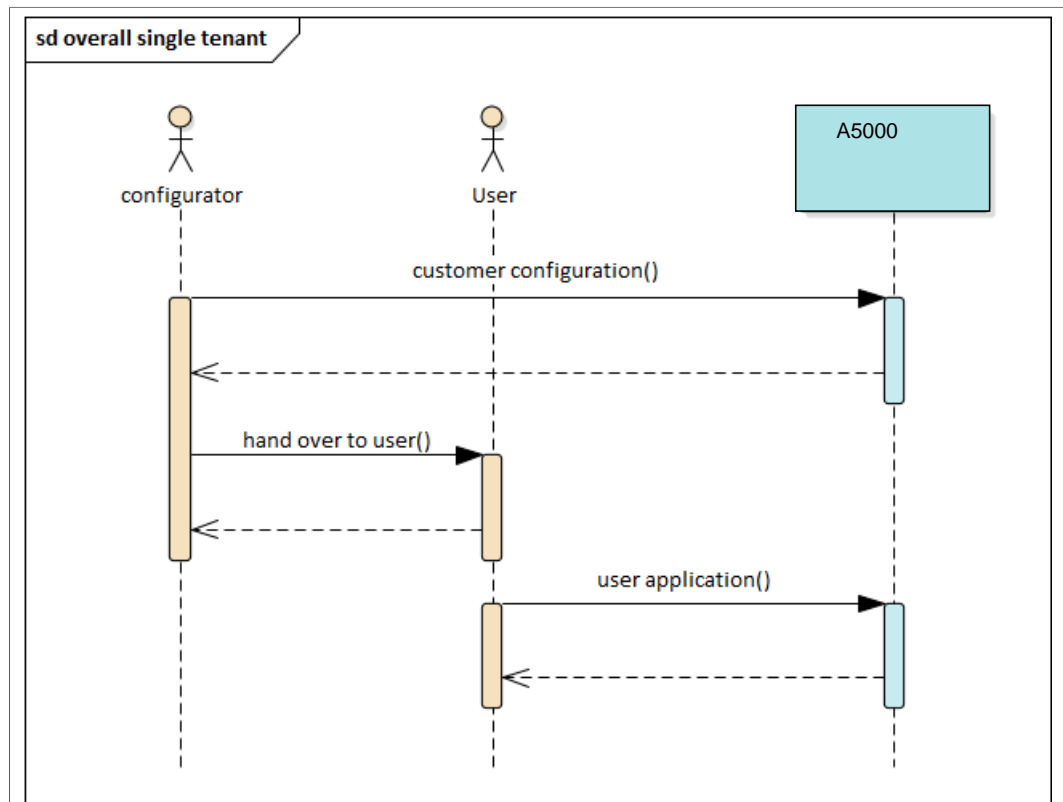 sd overall single tenant
A5000
configurator
User
customer configuration()
hand over to user()
user application()